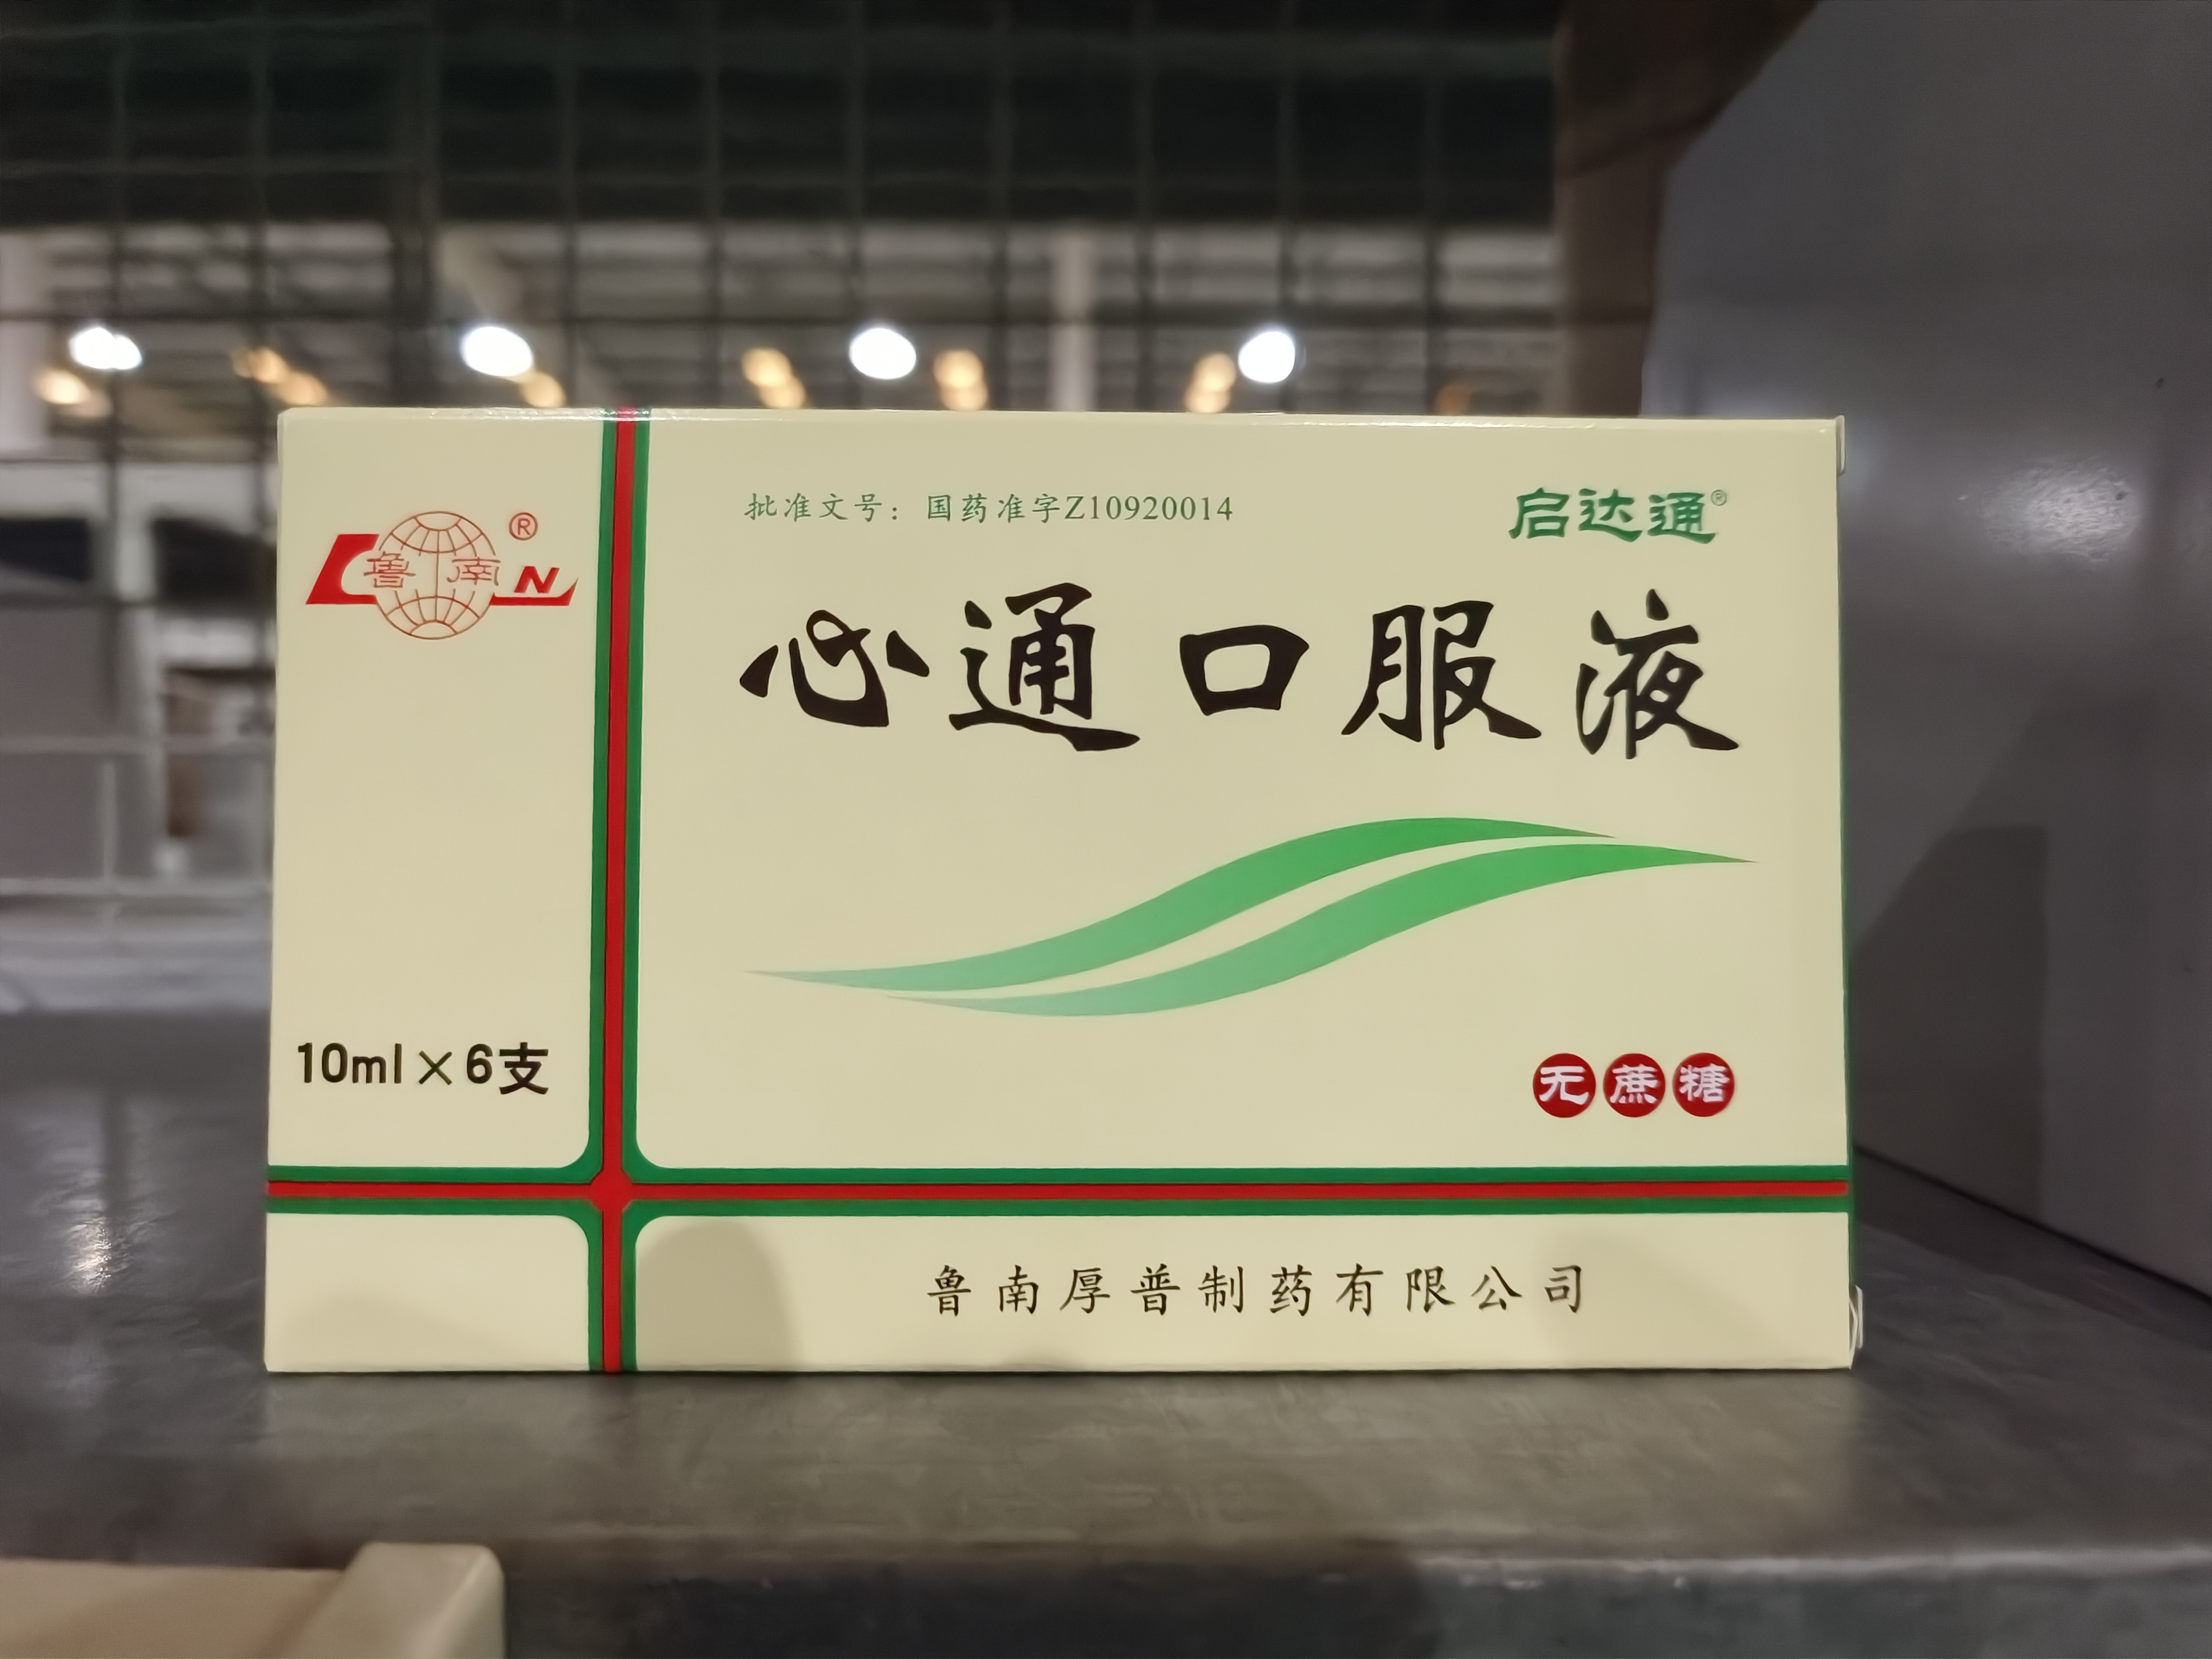 鲁南 N ®
批准文号：国药准字Z10920014
启达通®
心通口服液
10ml×6支
无蔗糖
鲁南厚普制药有限公司